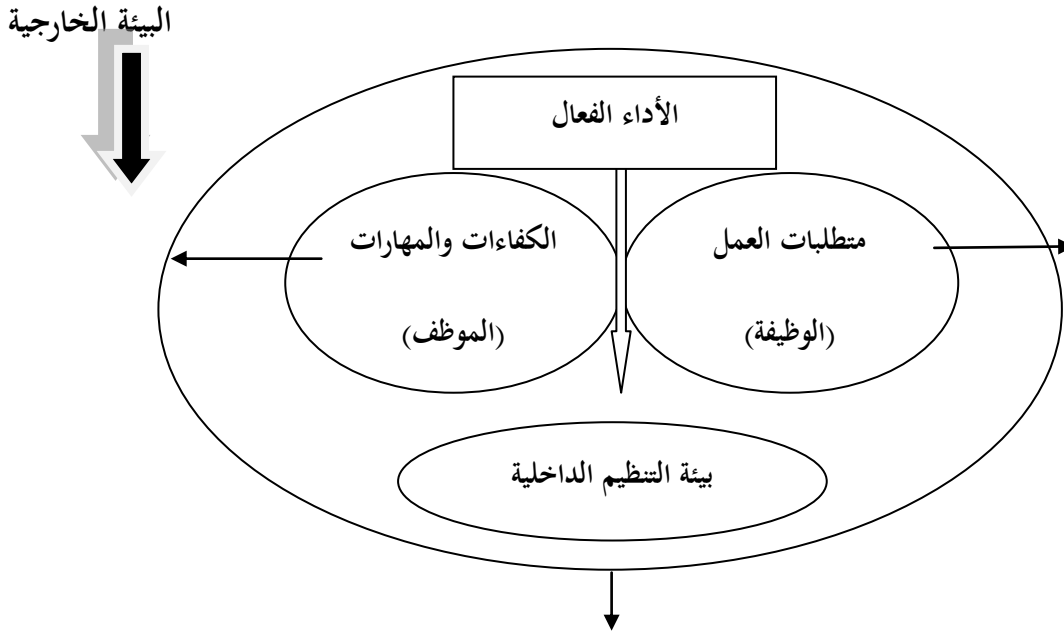 البيئة الخارجية
الأداء الفعال
متطلبات العمل
(الوظيفة)
الكفاءات والمهارات
(الموظف)
بيئة التنظيم الداخلية